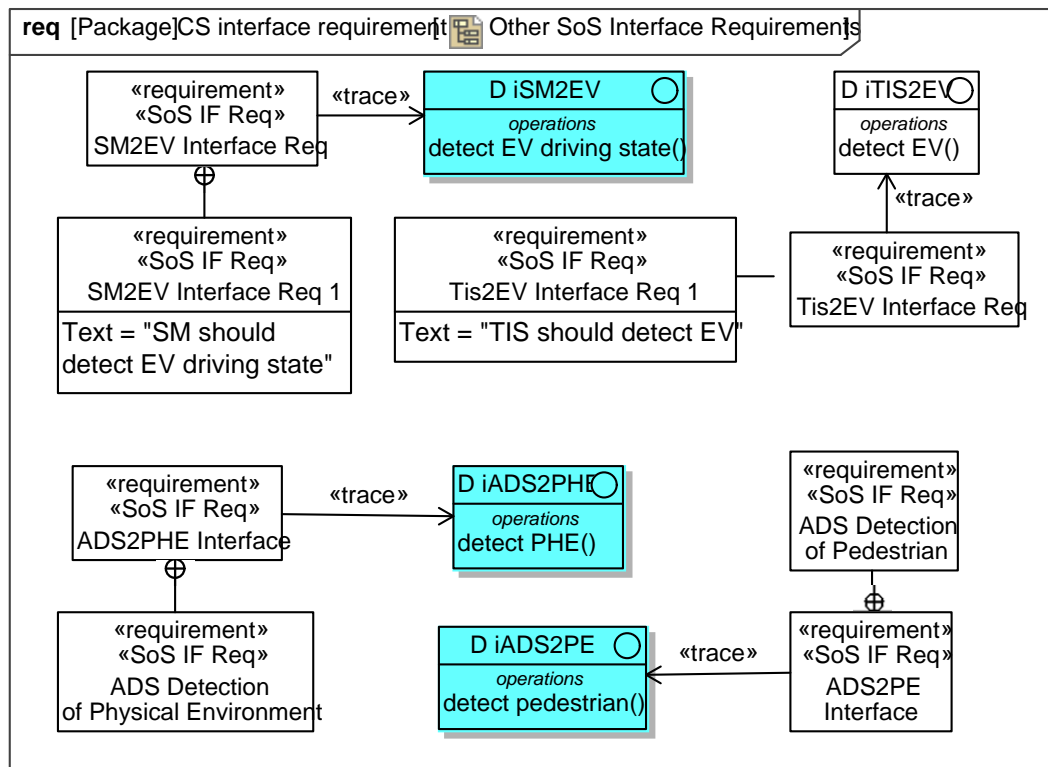 req [Package]CS interface requirement[ Other SoS Interface Requirements]
«requirement»
«SoS IF Req»
SM2EV Interface Req
«trace»
D iSM2EV
operations
detect EV driving state()
D iTIS2EV
operations
detect EV()
«trace»
«requirement»
«SoS IF Req»
SM2EV Interface Req 1
Text = "SM should
detect EV driving state"
«requirement»
«SoS IF Req»
Tis2EV Interface Req 1
Text = "TIS should detect EV"
«requirement»
«SoS IF Req»
Tis2EV Interface Req
«requirement»
«SoS IF Req»
ADS2PHE Interface
«trace»
D iADS2PHE
operations
detect PHE()
«requirement»
«SoS IF Req»
ADS Detection
of Pedestrian
«requirement»
«SoS IF Req»
ADS Detection
of Physical Environment
D iADS2PE
operations
detect pedestrian()
«trace»
«requirement»
«SoS IF Req»
ADS2PE
Interface